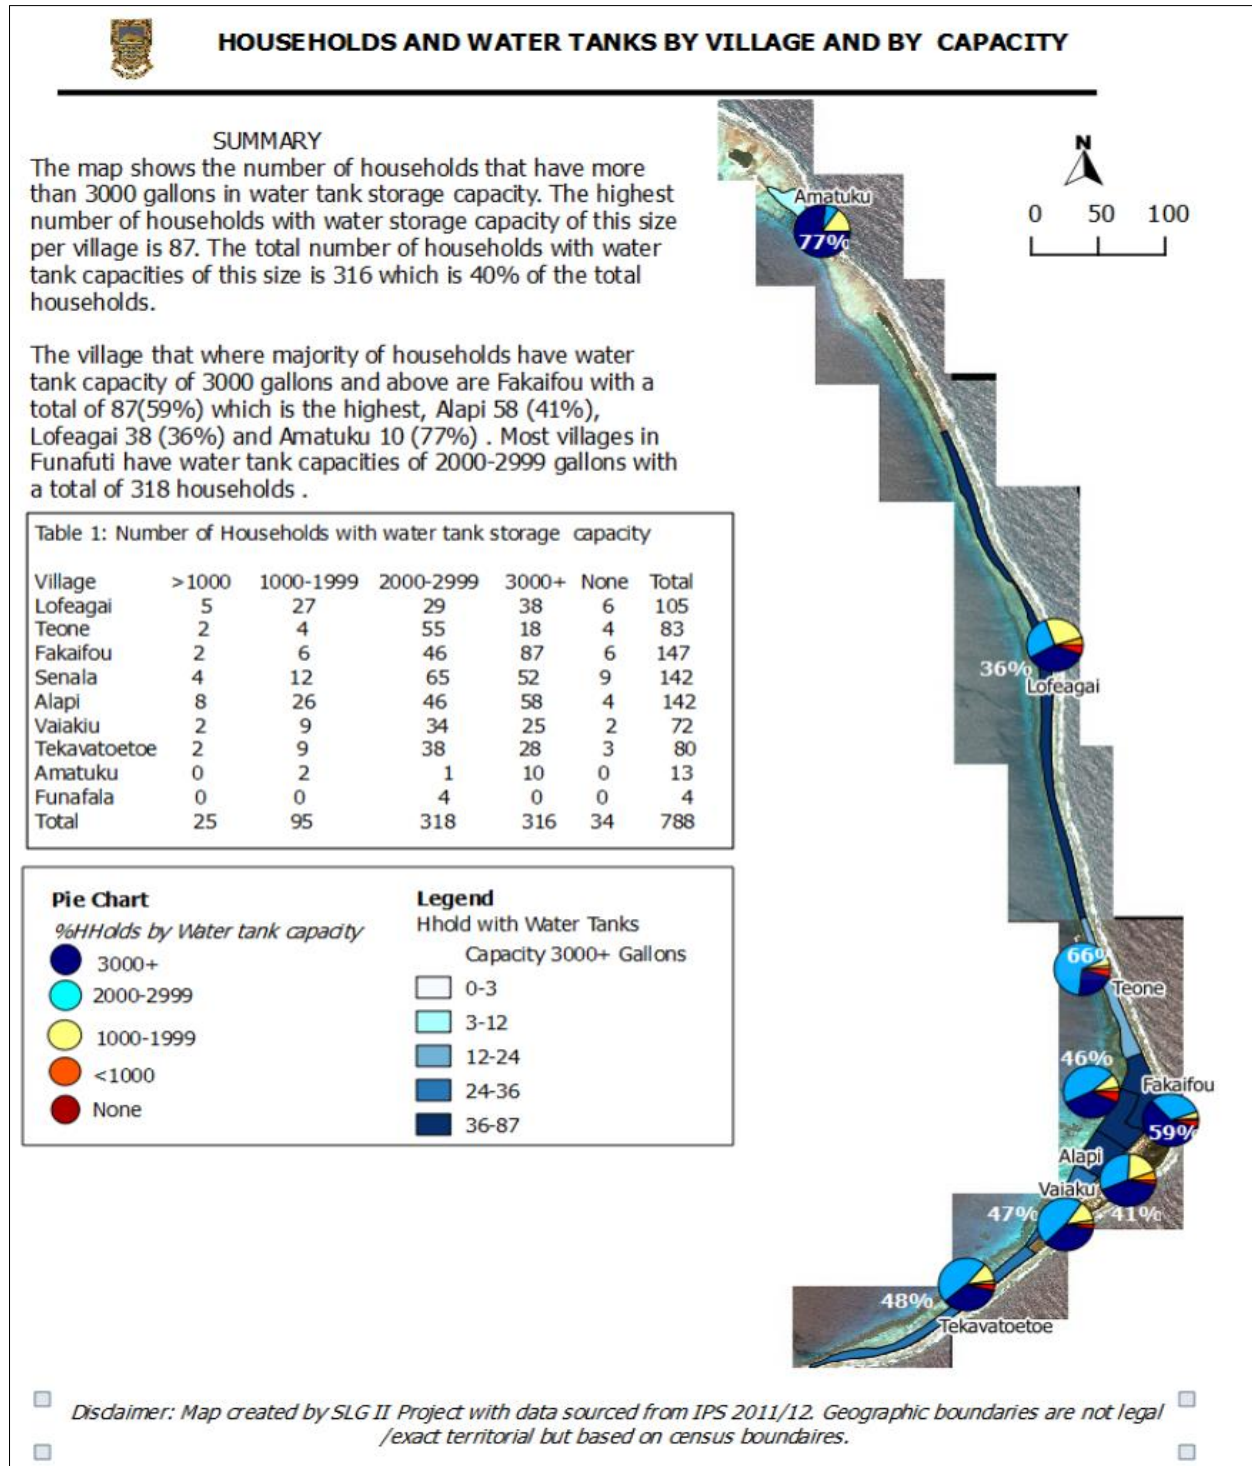 HOUSEHOLDS AND WATER TANKS BY VILLAGE AND BY CAPACITY
SUMMARY
The map shows the number of households that have more
than 3000 gallons in water tank storage capacity. The highest
number of households with water storage capacity of this size
per village is 87. The total number of households with water
tank capacities of this size is 316 which is 40% of the total
households.
The village that where majority of households have water
tank capacity of 3000 gallons and above are Fakaifou with a
total of 87(59%) which is the highest, Alapi 58 (41%),
Lofeagai 38 (36%) and Amatuku 10 (77%) . Most villages in
Funafuti have water tank capacities of 2000-2999 gallons with
a total of 318 households .
Table 1: Number of Households with water tank storage capacity
Village >1000 1000-1999 2000-2999 3000+ None Total
Lofeagai 5 27 29 38 6 105
Teone 2 4 55 18 4 83
Fakaifou 2 6 46 87 6 147
Senala 4 12 65 52 9 142
Alapi 8 26 46 58 4 142
Vaiakiu 2 9 34 25 2 72
Tekavatoetoe 2 9 38 28 3 80
Amatuku 0 2 1 10 0 13
Funafala 0 0 4 0 0 4
Total 25 95 318 316 34 788
Pie Chart
%HHolds by Water tank capacity
3000+
2000-2999
1000-1999
<1000
None
Legend
Hhold with Water Tanks
Capacity 3000+ Gallons
0-3
3-12
12-24
24-36
36-87
N
0 50 100
Amatuku
77%
36%
Lofeagai
66%
Teone
46%
Fakaifou
59%
Alapi
Vaiaku
47%
41%
48%
Tekavatoetoe
Disclaimer: Map created by SLG II Project with data sourced from IPS 2011/12. Geographic boundaries are not legal
/exact territorial but based on census boundaires.